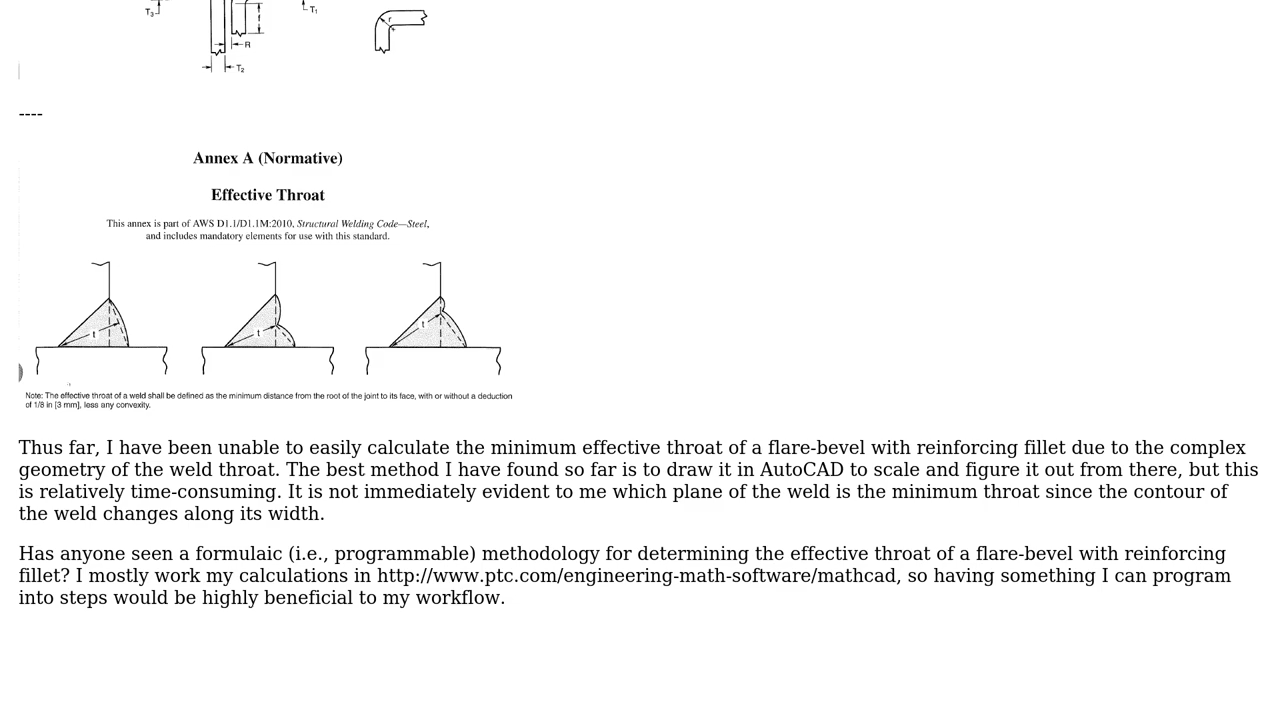 T₃
T₁
r
R
T₂
----
Annex A (Normative)
Effective Throat
This annex is part of AWS D1.1/D1.1M:2010, Structural Welding Code—Steel,
and includes mandatory elements for use with this standard.
t t t
Note: The effective throat of a weld shall be defined as the minimum distance from the root of the joint to its face, with or without a deduction
of 1/8 in [3 mm], less any convexity.
Thus far, I have been unable to easily calculate the minimum effective throat of a flare-bevel with reinforcing fillet due to the complex
geometry of the weld throat. The best method I have found so far is to draw it in AutoCAD to scale and figure it out from there, but this
is relatively time-consuming. It is not immediately evident to me which plane of the weld is the minimum throat since the contour of
the weld changes along its width.
Has anyone seen a formulaic (i.e., programmable) methodology for determining the effective throat of a flare-bevel with reinforcing
fillet? I mostly work my calculations in http://www.ptc.com/engineering-math-software/mathcad, so having something I can program
into steps would be highly beneficial to my workflow.